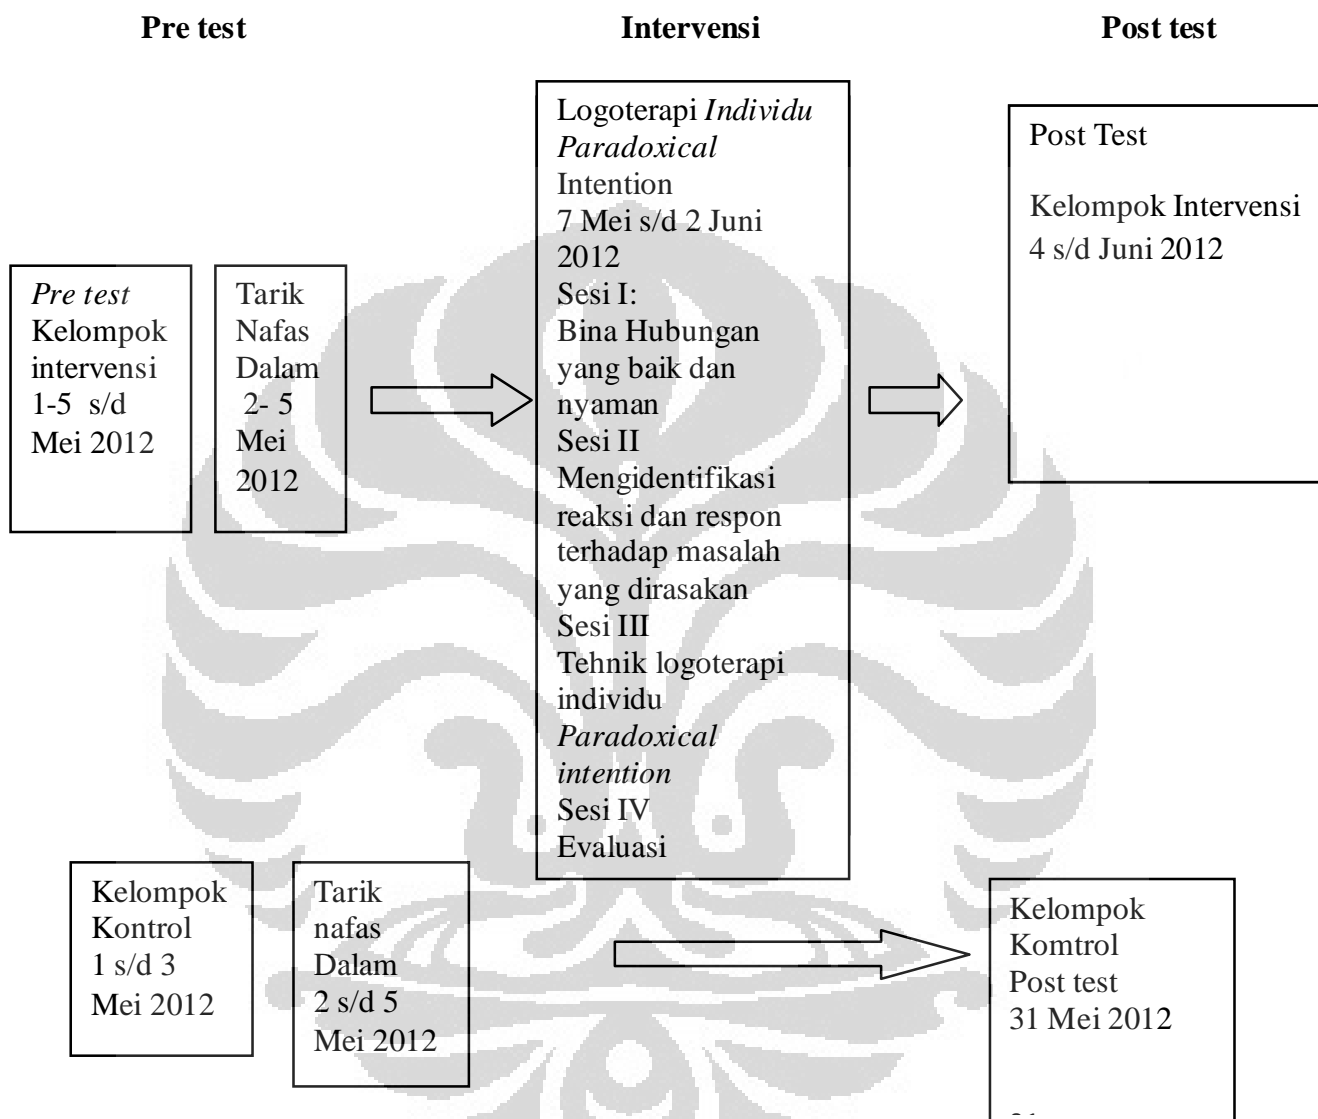 Pre test
Intervensi
Post test
Pre test
Kelompok
intervensi
1-5 s/d
Mei 2012
Tarik
Nafas
Dalam
2- 5
Mei
2012
Logoterapi Individu
Paradoxical
Intention
7 Mei s/d 2 Juni
2012
Sesi I:
Bina Hubungan
yang baik dan
nyaman
Sesi II
Mengidentifikasi
reaksi dan respon
terhadap masalah
yang dirasakan
Sesi III
Tehnik logoterapi
individu
Paradoxical
intention
Sesi IV
Evaluasi
Post Test
Kelompok Intervensi
4 s/d Juni 2012
Kelompok
Kontrol
1 s/d 3
Mei 2012
Tarik
nafas
Dalam
2 s/d 5
Mei 2012
Kelompok
Komtrol
Post test
31 Mei 2012